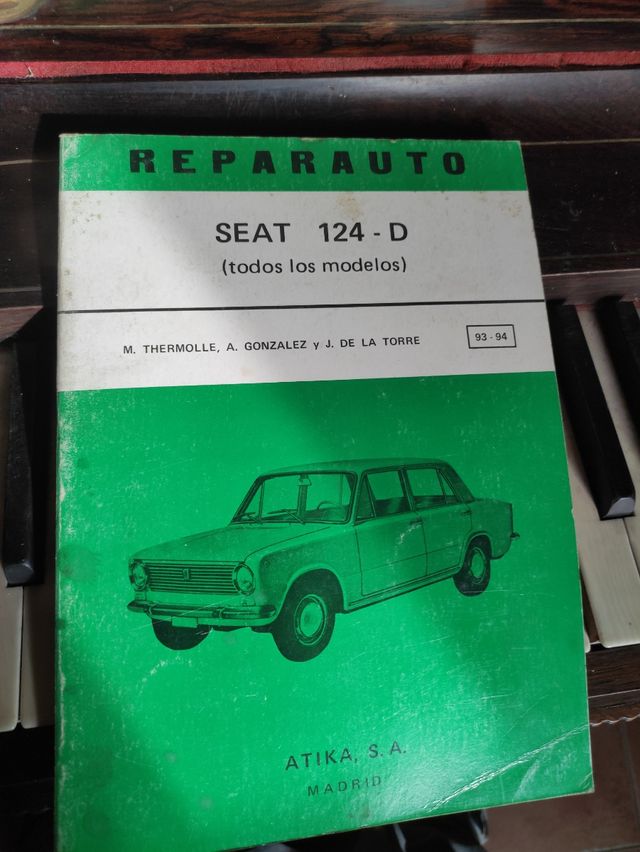 REPARAUTO
SEAT 124 - D
(todos los modelos)
M. THERMOLLE, A. GONZALEZ y J. DE LA TORRE
93 - 94
ATIKA, S. A.
MADRID